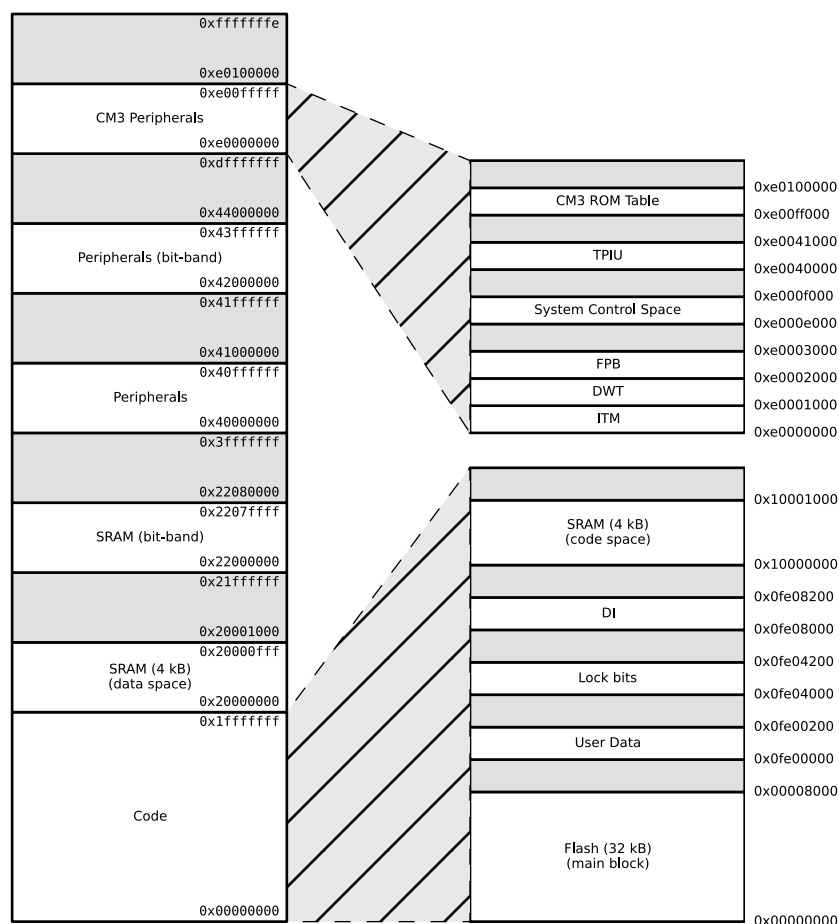 0xfffffffe
0xe0100000
0xe00fffff
CM3 Peripherals
0xe0000000
0xdfffffff
0x44000000
0x43ffffff
Peripherals (bit-band)
0x42000000
0x41ffffff
0x41000000
0x40ffffff
Peripherals
0x40000000
0x3fffffff
0x22080000
0x2207ffff
SRAM (bit-band)
0x22000000
0x21ffffff
0x20001000
0x20000fff
SRAM (4 kB)
(data space)
0x20000000
0x1fffffff
Code
0x00000000
0xe0100000
CM3 ROM Table
0xe00ff000
0xe0041000
TPIU
0xe0040000
0xe000f000
System Control Space
0xe000e000
0xe0003000
FPB
0xe0002000
DWT
0xe0001000
ITM
0xe0000000
0x10001000
SRAM (4 kB)
(code space)
0x10000000
0x0fe08200
DI
0x0fe08000
0x0fe04200
Lock bits
0x0fe04000
0x0fe00200
User Data
0x0fe00000
0x00008000
Flash (32 kB)
(main block)
0x00000000